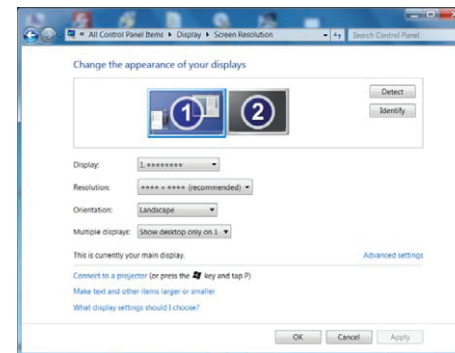 « All Control Panel Items ▸ Display ▸ Screen Resolution
Search Control Panel
Change the appearance of your displays
1
2
Detect
Identify
Display: 1. ********
Resolution: **** × **** (recommended)
Orientation: Landscape
Multiple displays: Show desktop only on 1
This is currently your main display.
Advanced settings
Connect to a projector (or press the key and tap P)
Make text and other items larger or smaller
What display settings should I choose?
OK
Cancel
Apply